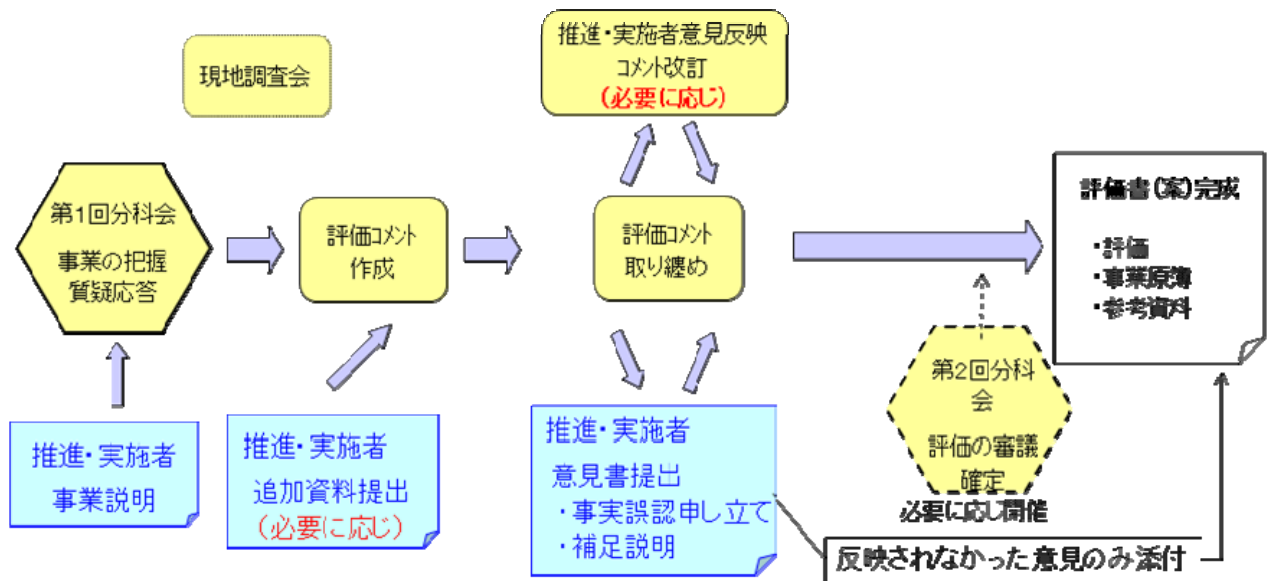 現地調査会
推進・実施者意見反映
コメント改訂
(必要に応じ)
第1回分科会
事業の把握
質疑応答
評価コメント
作成
評価コメント
取り纏め
評価書(案)完成
・評価
・事業原簿
・参考資料
推進・実施者
事業説明
推進・実施者
追加資料提出
(必要に応じ)
推進・実施者
意見書提出
・事実誤認申し立て
・補足説明
第2回分科
会
評価の審議
確定
必要に応じ開催
反映されなかった意見のみ添付